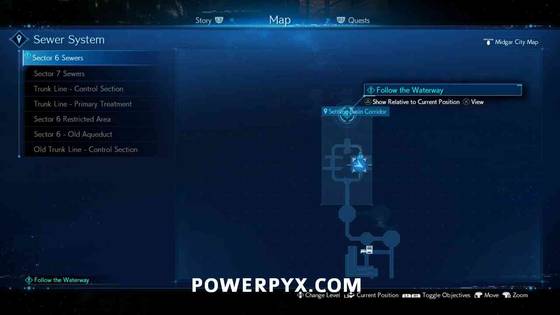 Story Map Quests
Sewer System
Midgar City Map
Sector 6 Sewers
Sector 7 Sewers
Trunk Line - Control Section
Trunk Line - Primary Treatment
Sector 6 Restricted Area
Sector 6 - Old Aqueduct
Old Trunk Line - Control Section
Follow the Waterway
Show Relative to Current Position View
Corridor
Follow the Waterway
POWERPYX.COM
Change Level Current Position Toggle Objectives Move Zoom